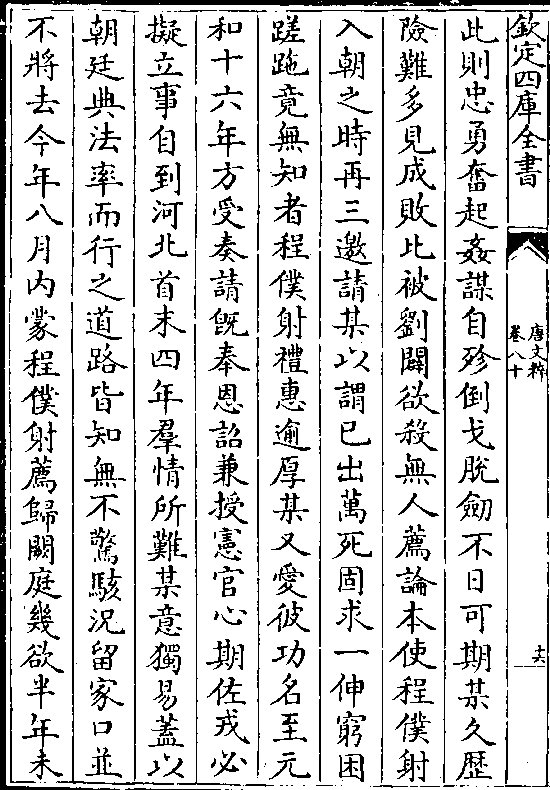 欽定四庫全書
唐文粹
卷八十
十六
此則忠勇奮起姦謀自殄倒戈脫劒不日可期某久歴
險難多見成敗比被劉闢欲殺無人薦論本使程僕射
入朝之時再三邀請某以謂已出萬死固求一伸窮困
蹉跎竟無知者程僕射禮惠逾厚某又愛彼功名至元
和十六年方受奏請旣奉恩詔兼授憲官心期佐戎必
擬立事自到河北首末四年羣情所難某意獨易葢以
朝廷典法率而行之道路皆知無不驚駭況留家口並
不將去今年八月内蒙程僕射薦歸闕庭幾欲半年未